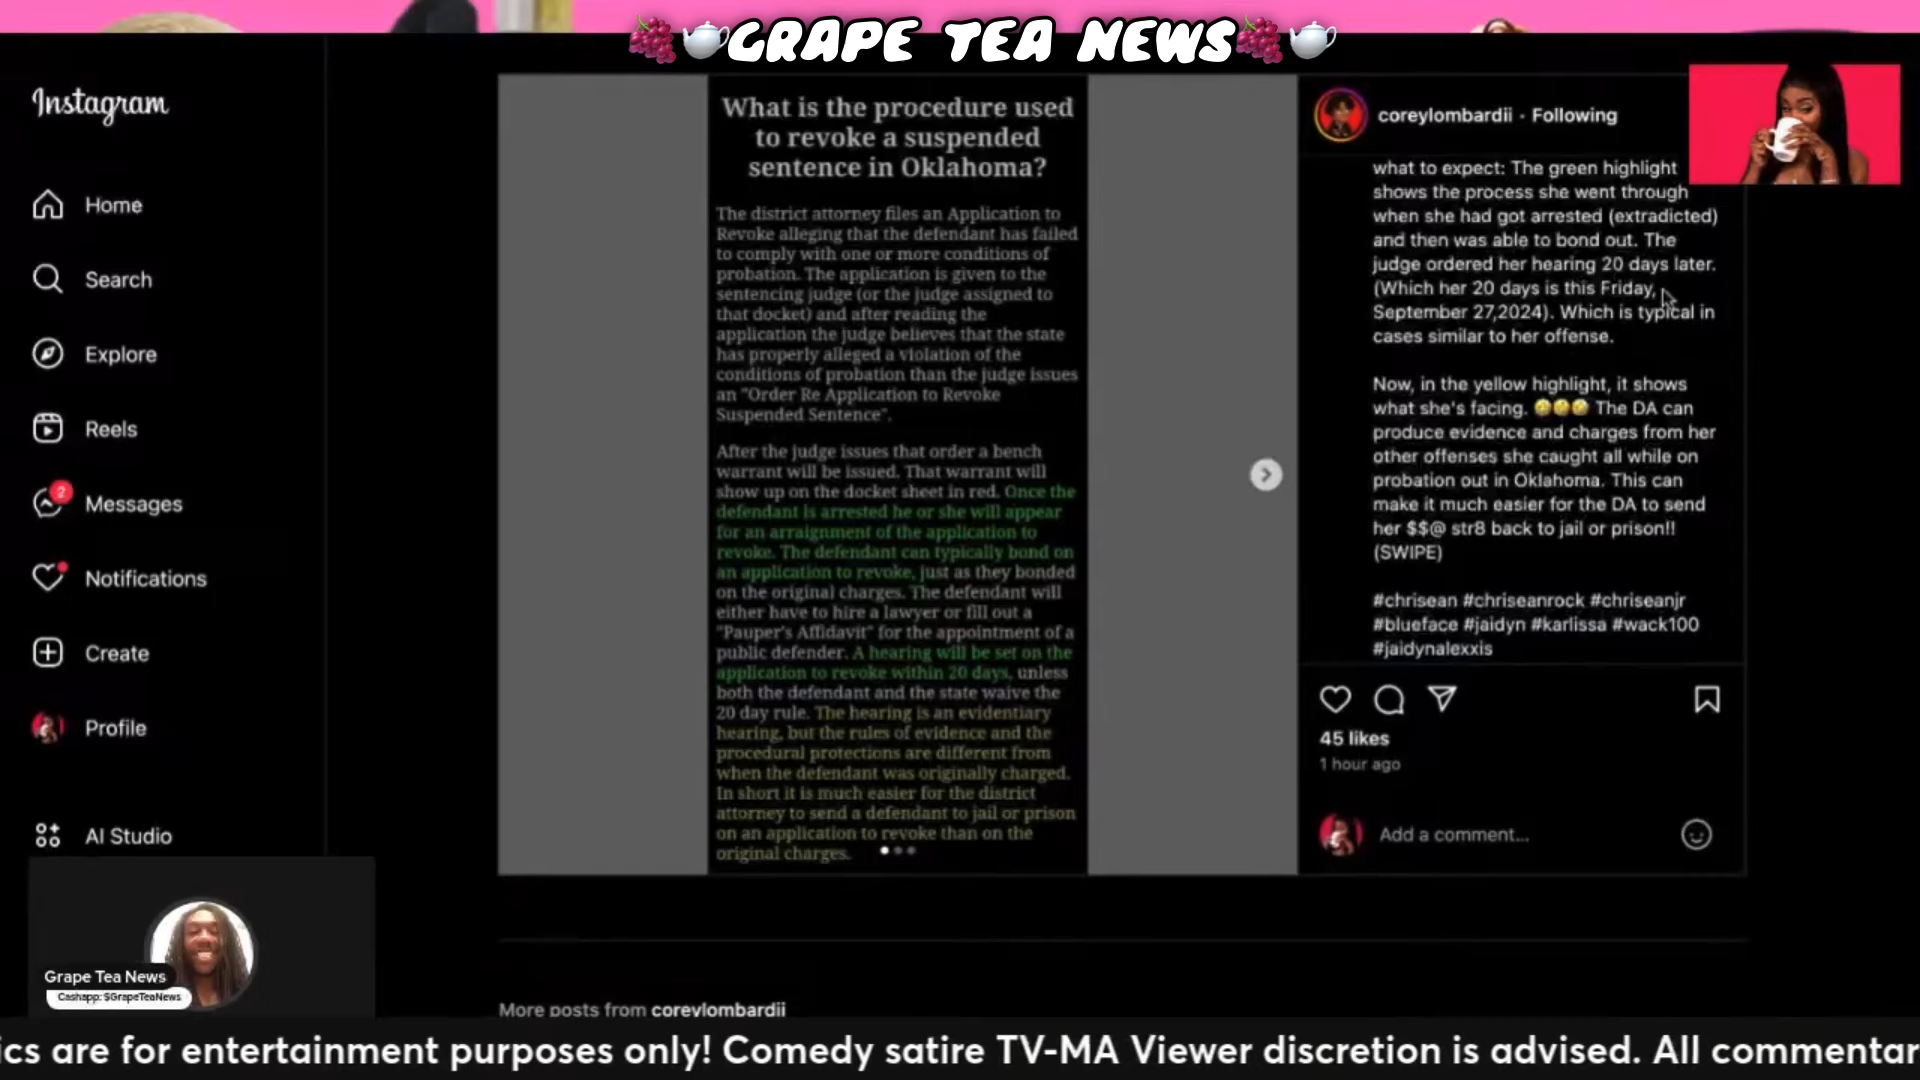 GRAPE TEA NEWS
Instagram
Home
Search
Explore
Reels
2
Messages
Notifications
Create
Profile
AI Studio
What is the procedure used
to revoke a suspended
sentence in Oklahoma?
The district attorney files an Application to
Revoke alleging that the defendant has failed
to comply with one or more conditions of
probation. The application is given to the
sentencing judge (or the judge assigned to
that docket) and after reading the
application the judge believes that the state
has properly alleged a violation of the
conditions of probation than the judge issues
an "Order Re Application to Revoke
Suspended Sentence".
After the judge issues that order a bench
warrant will be issued. That warrant will
show up on the docket sheet in red. Once the
defendant is arrested he or she will appear
for an arraignment of the application to
revoke. The defendant can typically bond on
an application to revoke, just as they bonded
on the original charges. The defendant will
either have to hire a lawyer or fill out a
"Pauper's Affidavit" for the appointment of a
public defender. A hearing will be set on the
application to revoke within 20 days, unless
both the defendant and the state waive the
20 day rule. The hearing is an evidentiary
hearing, but the rules of evidence and the
procedural protections are different from
when the defendant was originally charged.
In short it is much easier for the district
attorney to send a defendant to jail or prison
on an application to revoke than on the
original charges.
coreylombardii · Following
what to expect: The green highlight
shows the process she went through
when she had got arrested (extradicted)
and then was able to bond out. The
judge ordered her hearing 20 days later.
(Which her 20 days is this Friday,
September 27,2024). Which is typical in
cases similar to her offense.
Now, in the yellow highlight, it shows
what she's facing. 🤣🤣🤣 The DA can
produce evidence and charges from her
other offenses she caught all while on
probation out in Oklahoma. This can
make it much easier for the DA to send
her $$@ str8 back to jail or prison!!
(SWIPE)
#chrisean #chriseanrock #chriseanjr
#blueface #jaidyn #karlissa #wack100
#jaidynalexxis
45 likes
1 hour ago
Add a comment...
Grape Tea News
Cashapp: $GrapeTeaNews
More posts from coreylombardii
ics are for entertainment purposes only! Comedy satire TV-MA Viewer discretion is advised. All commentar